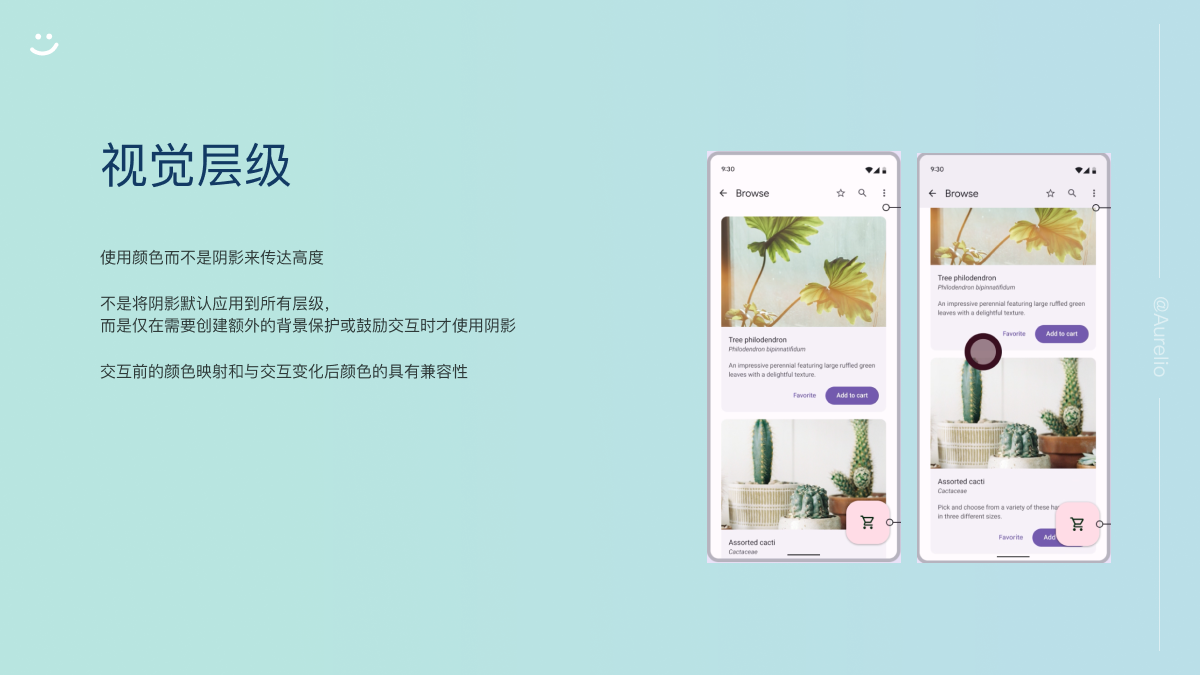 视觉层级
使用颜色而不是阴影来传达高度
不是将阴影默认应用到所有层级，
而是仅在需要创建额外的背景保护或鼓励交互时才使用阴影
交互前的颜色映射和与交互变化后颜色的具有兼容性
9:30
Browse
Tree philodendron
Philodendron bipinnatifidum
An impressive perennial featuring large ruffled green
leaves with a delightful texture.
Favorite
Add to cart
Assorted cacti
Cactaceae
9:30
Browse
Tree philodendron
Philodendron bipinnatifidum
An impressive perennial featuring large ruffled green
leaves with a delightful texture.
Favorite
Add to cart
Assorted cacti
Cactaceae
Pick and choose from a variety of these
in three different sizes.
Favorite
Add
@Aurelio